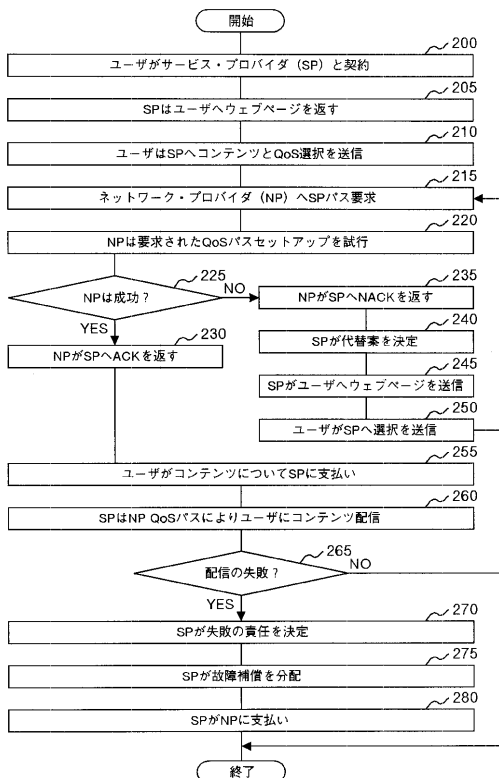 開始
200
ユーザがサービス・プロバイダ（SP）と契約
205
SPはユーザへウェブページを返す
210
ユーザはSPへコンテンツとQoS選択を送信
215
ネットワーク・プロバイダ（NP）へSPパス要求
220
NPは要求されたQoSパスセットアップを試行
225
NPは成功？
NO
YES
230
NPがSPへACKを返す
235
NPがSPへNACKを返す
240
SPが代替案を決定
245
SPがユーザへウェブページを送信
250
ユーザがSPへ選択を送信
255
ユーザがコンテンツについてSPに支払い
260
SPはNP QoSパスによりユーザにコンテンツ配信
265
配信の失敗？
NO
YES
270
SPが失敗の責任を決定
275
SPが故障補償を分配
280
SPがNPに支払い
終了